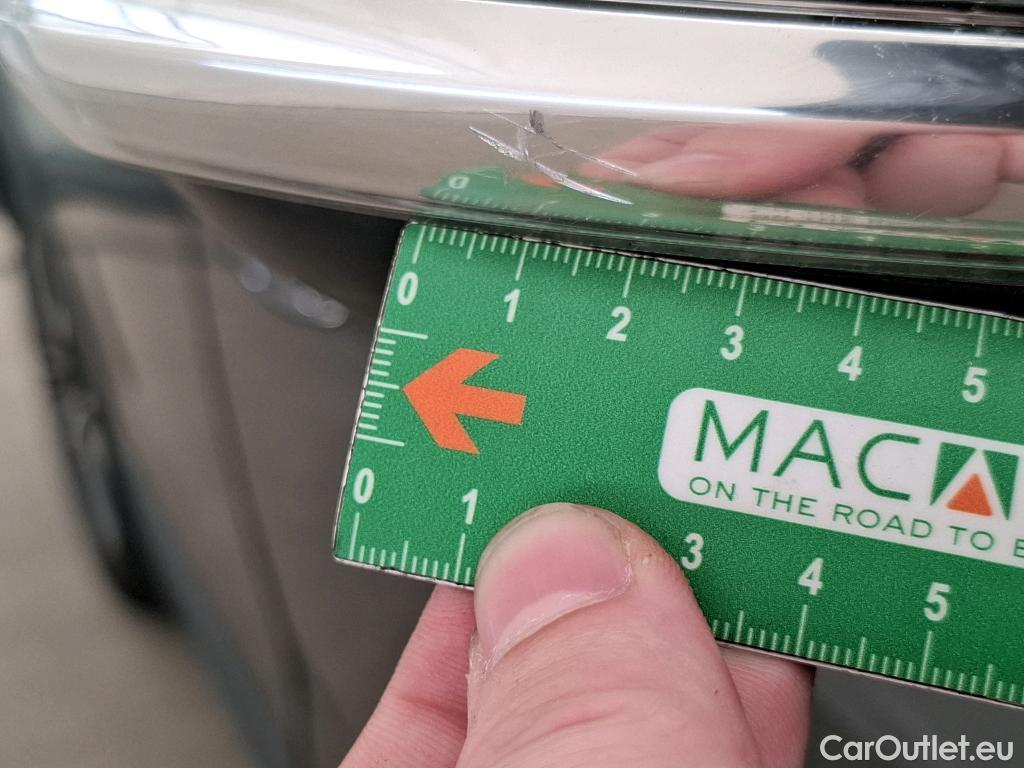 0 1 2 3 4 5
MAC
ON THE ROAD TO
0 1 3 4 5
CarOutlet.eu